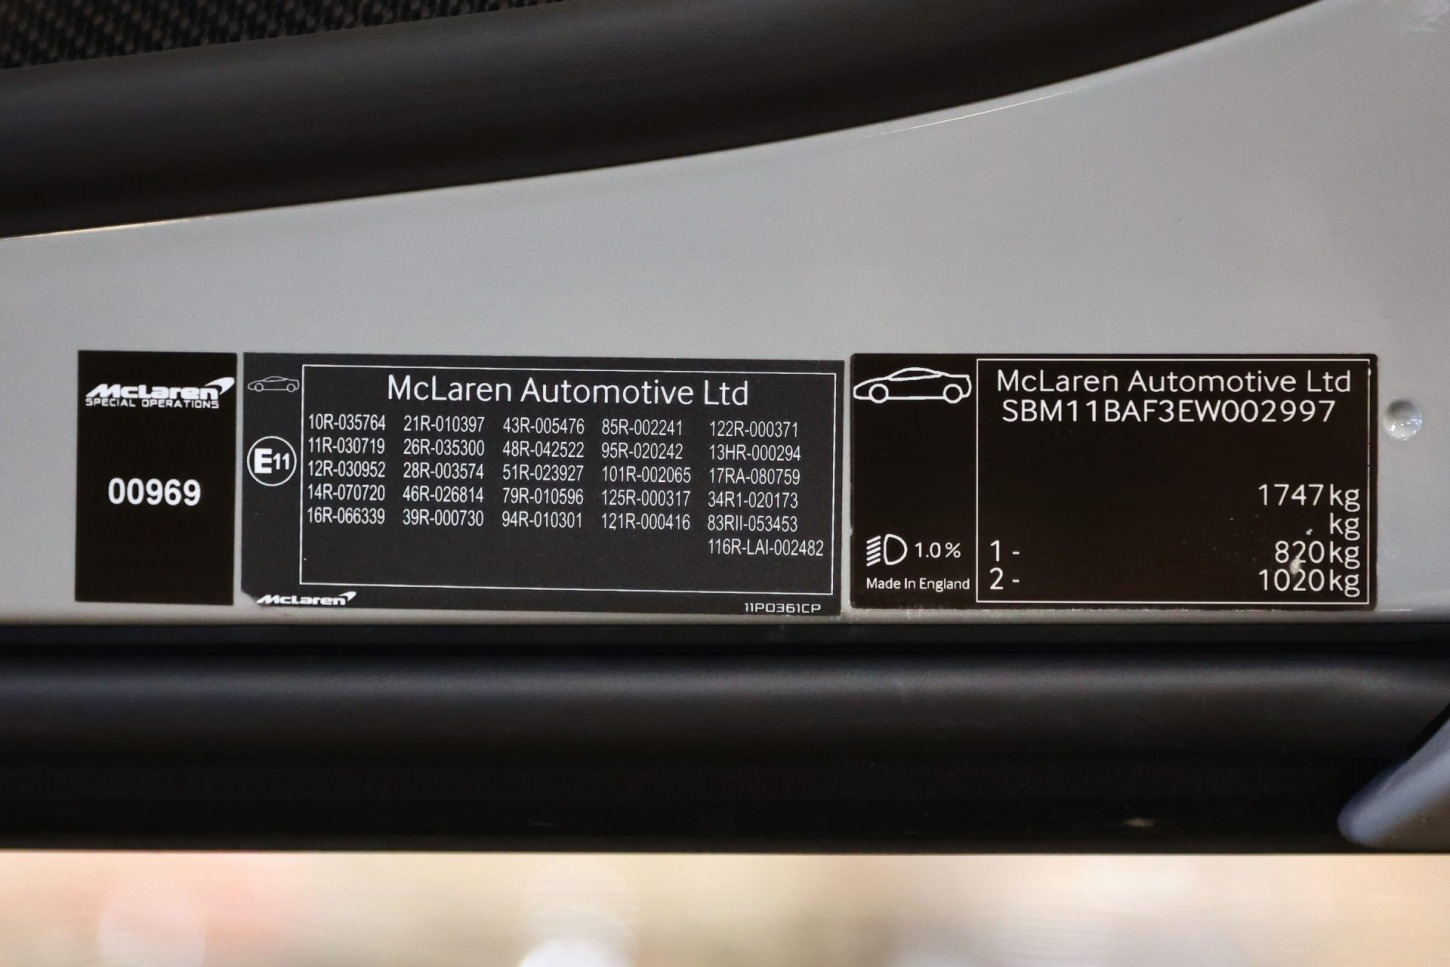 McLaren
SPECIAL OPERATIONS
00969
E11
McLaren Automotive Ltd
10R-035764 21R-010397 43R-005476 85R-002241 122R-000371
11R-030719 26R-035300 48R-042522 95R-020242 13HR-000294
12R-030952 28R-003574 51R-023927 101R-002065 17RA-080759
14R-070720 46R-026814 79R-010596 125R-000317 34R1-020173
16R-066339 39R-000730 94R-010301 121R-000416 83RII-053453
116R-LAI-002482
McLaren
11P0361CP
McLaren Automotive Ltd
SBM11BAF3EW002997
1747kg
kg
1.0%
1 - 820kg
Made In England
2 - 1020kg